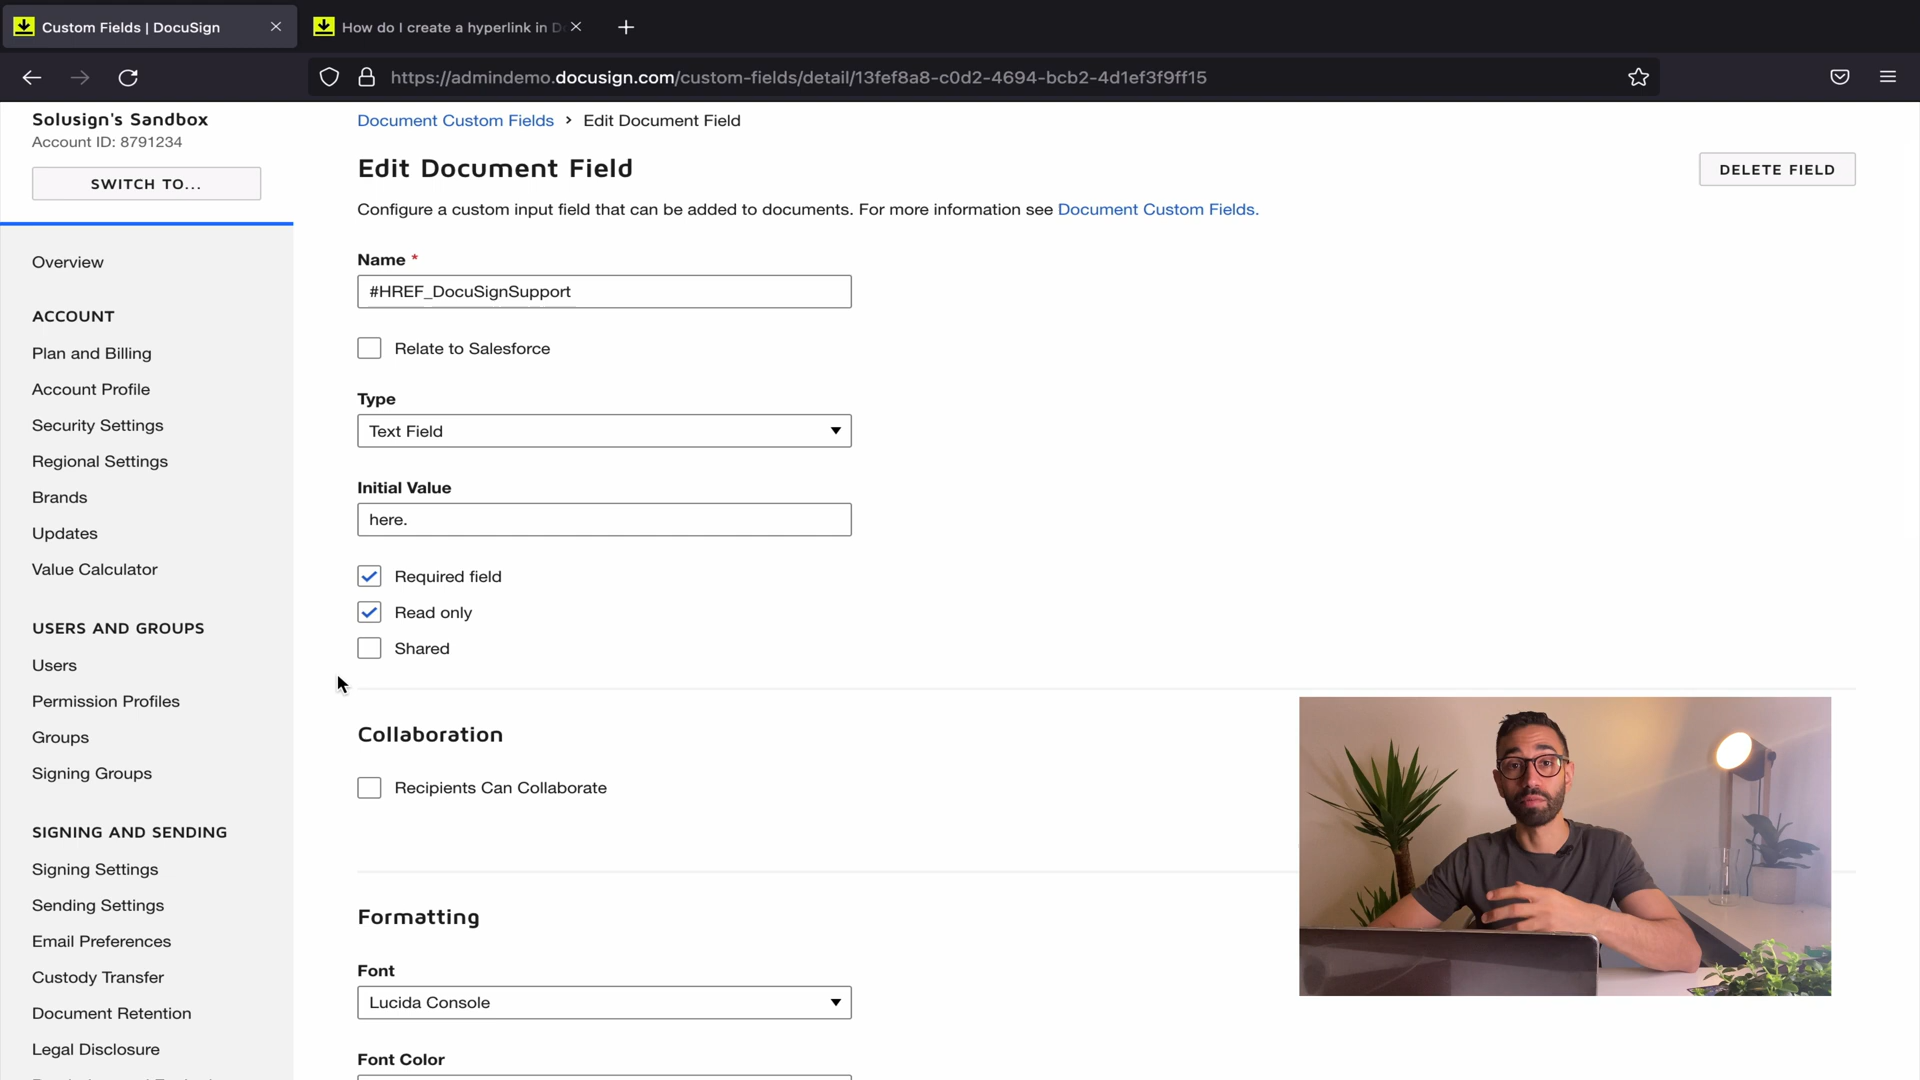 Custom Fields | DocuSign
How do I create a hyperlink in D
https://admindemo.docusign.com/custom-fields/detail/13fef8a8-c0d2-4694-bcb2-4d1ef3f9ff15
Solusign's Sandbox
Account ID: 8791234
SWITCH TO...
Overview
ACCOUNT
Plan and Billing
Account Profile
Security Settings
Regional Settings
Brands
Updates
Value Calculator
USERS AND GROUPS
Users
Permission Profiles
Groups
Signing Groups
SIGNING AND SENDING
Signing Settings
Sending Settings
Email Preferences
Custody Transfer
Document Retention
Legal Disclosure
Document Custom Fields > Edit Document Field
Edit Document Field
DELETE FIELD
Configure a custom input field that can be added to documents. For more information see Document Custom Fields.
Name *
#HREF_DocuSignSupport
Relate to Salesforce
Type
Text Field
Initial Value
here.
Required field
Read only
Shared
Collaboration
Recipients Can Collaborate
Formatting
Font
Lucida Console
Font Color